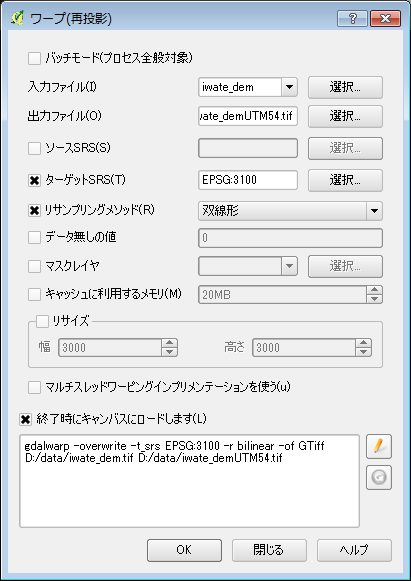 ワープ(再投影)
バッチモード(プロセス全般対象)
入力ファイル(I) iwate_dem 選択...
出力ファイル(O) vate_demUTM54.tif 選択...
ソースSRS(S) 選択...
ターゲットSRS(T) EPSG:3100 選択...
リサンプリングメソッド(R) 双線形
データ無しの値 0
マスクレイヤ 選択...
キャッシュに利用するメモリ(M) 20MB
リサイズ
幅 3000 高さ 3000
マルチスレッドワーピングインプリメンテーションを使う(u)
終了時にキャンバスにロードします(L)
gdalwarp -overwrite -t_srs EPSG:3100 -r bilinear -of GTiff
D:/data/iwate_dem.tif D:/data/iwate_demUTM54.tif
OK 閉じる ヘルプ